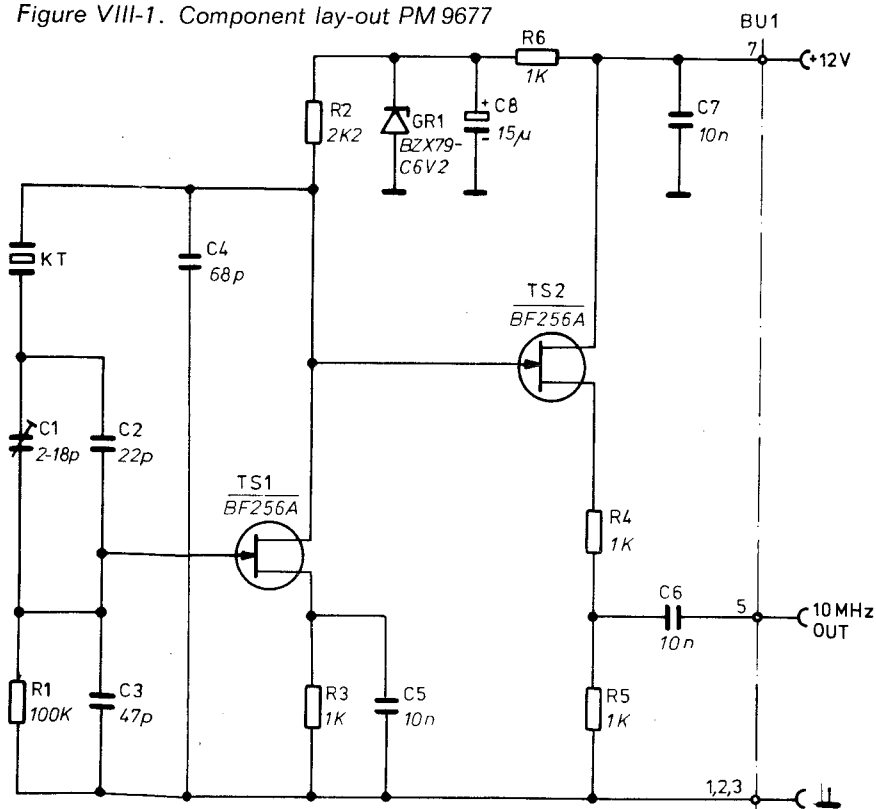 Figure VIII-1. Component lay-out PM 9677
BU1
R6
1K
7
+12V
R2
2K2
GR1
BZX79-
C6V2
+
C8
15μ
-
C7
10n
KT
C4
68p
TS2
BF256A
C1
2-18p
C2
22p
TS1
BF256A
R4
1K
C6
10n
5
10MHz
OUT
R1
100K
C3
47p
R3
1K
C5
10n
R5
1K
1,2,3